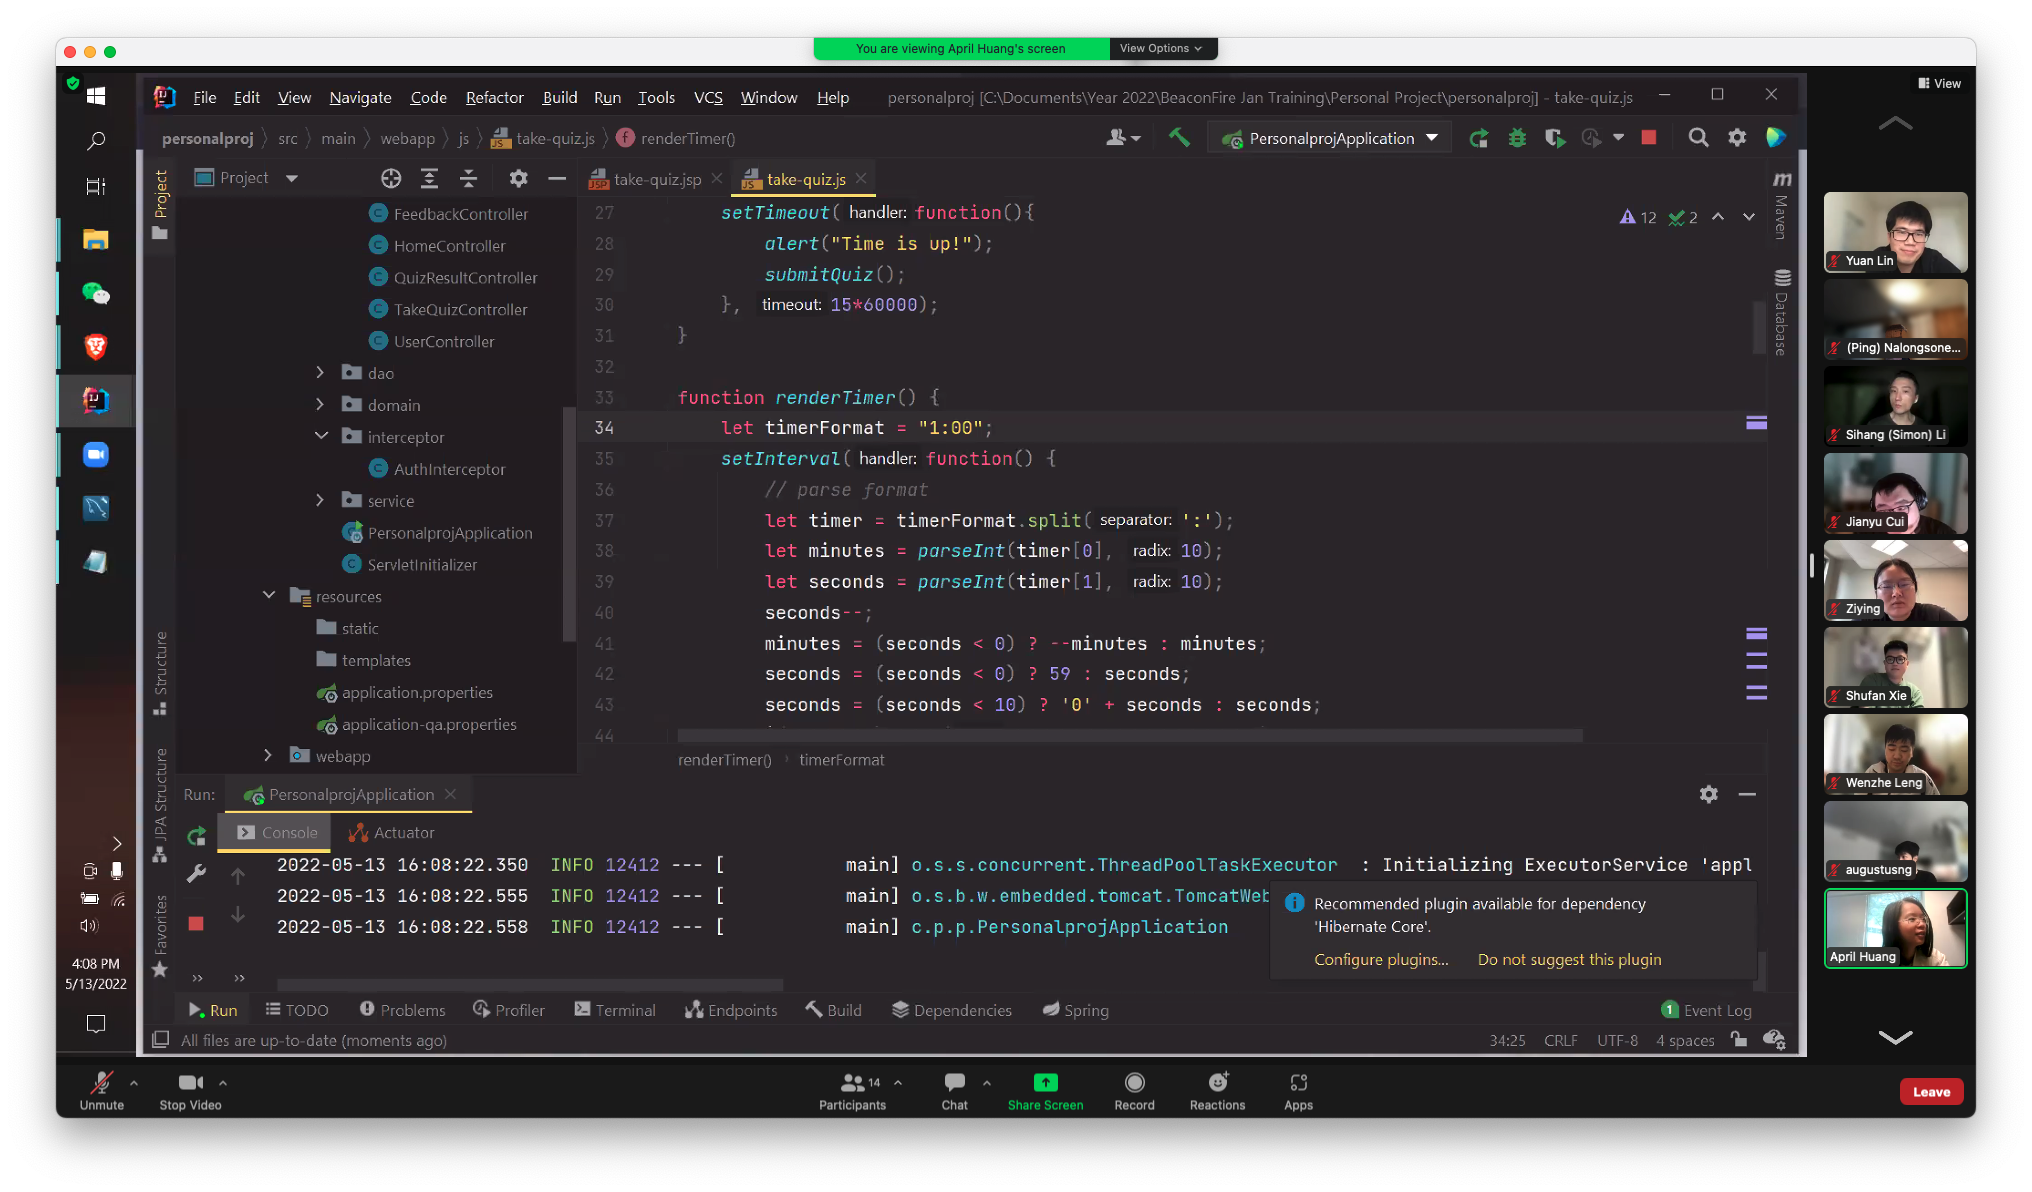 You are viewing April Huang's screen
View Options
View
File Edit View Navigate Code Refactor Build Run Tools VCS Window Help
personalproj [C:\Documents\Year 2022\BeaconFire Jan Training\Personal Project\personalproj] - take-quiz.js
personalproj src main webapp js take-quiz.js renderTimer()
PersonalprojApplication
Project
Project
take-quiz.jsp
take-quiz.js
Maven
Database
FeedbackController
HomeController
QuizResultController
TakeQuizController
UserController
dao
domain
interceptor
AuthInterceptor
service
PersonalprojApplication
ServletInitializer
resources
static
templates
application.properties
application-qa.properties
webapp
Structure
JPA Structure
Favorites
12 2
27 setTimeout( handler: function(){
28 alert("Time is up!");
29 submitQuiz();
30 }, timeout: 15*60000);
31 }
32
33 function renderTimer() {
34 let timerFormat = "1:00";
35 setInterval( handler: function() {
36 // parse format
37 let timer = timerFormat.split( separator: ':');
38 let minutes = parseInt(timer[0], radix: 10);
39 let seconds = parseInt(timer[1], radix: 10);
40 seconds--;
41 minutes = (seconds < 0) ? --minutes : minutes;
42 seconds = (seconds < 0) ? 59 : seconds;
43 seconds = (seconds < 10) ? '0' + seconds : seconds;
44
renderTimer() timerFormat
Run: PersonalprojApplication
Console Actuator
2022-05-13 16:08:22.350 INFO 12412 --- [ main] o.s.s.concurrent.ThreadPoolTaskExecutor : Initializing ExecutorService 'appl
2022-05-13 16:08:22.555 INFO 12412 --- [ main] o.s.b.w.embedded.tomcat.TomcatWeb
2022-05-13 16:08:22.558 INFO 12412 --- [ main] c.p.p.PersonalprojApplication
Recommended plugin available for dependency
'Hibernate Core'.
Configure plugins... Do not suggest this plugin
Run TODO Problems Profiler Terminal Endpoints Build Dependencies Spring
1 Event Log
All files are up-to-date (moments ago)
34:25 CRLF UTF-8 4 spaces
4:08 PM
5/13/2022
Yuan Lin
(Ping) Nalongsone...
Sihang (Simon) Li
Jianyu Cui
Ziying
Shufan Xie
Wenzhe Leng
augustusng
April Huang
Unmute
Stop Video
14
Participants
Chat
Share Screen
Record
Reactions
Apps
Leave